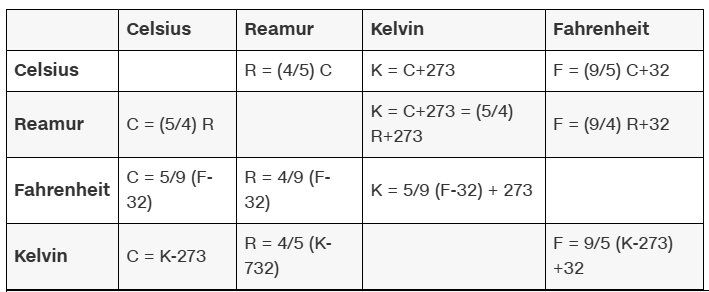 Celsius Reamur Kelvin Fahrenheit
Celsius R = (4/5) C K = C+273 F = (9/5) C+32
Reamur C = (5/4) R K = C+273 = (5/4)
R+273 F = (9/4) R+32
Fahrenheit C = 5/9 (F-
32) R = 4/9 (F-
32) K = 5/9 (F-32) + 273
Kelvin C = K-273 R = 4/5 (K-
732) F = 9/5 (K-273)
+32